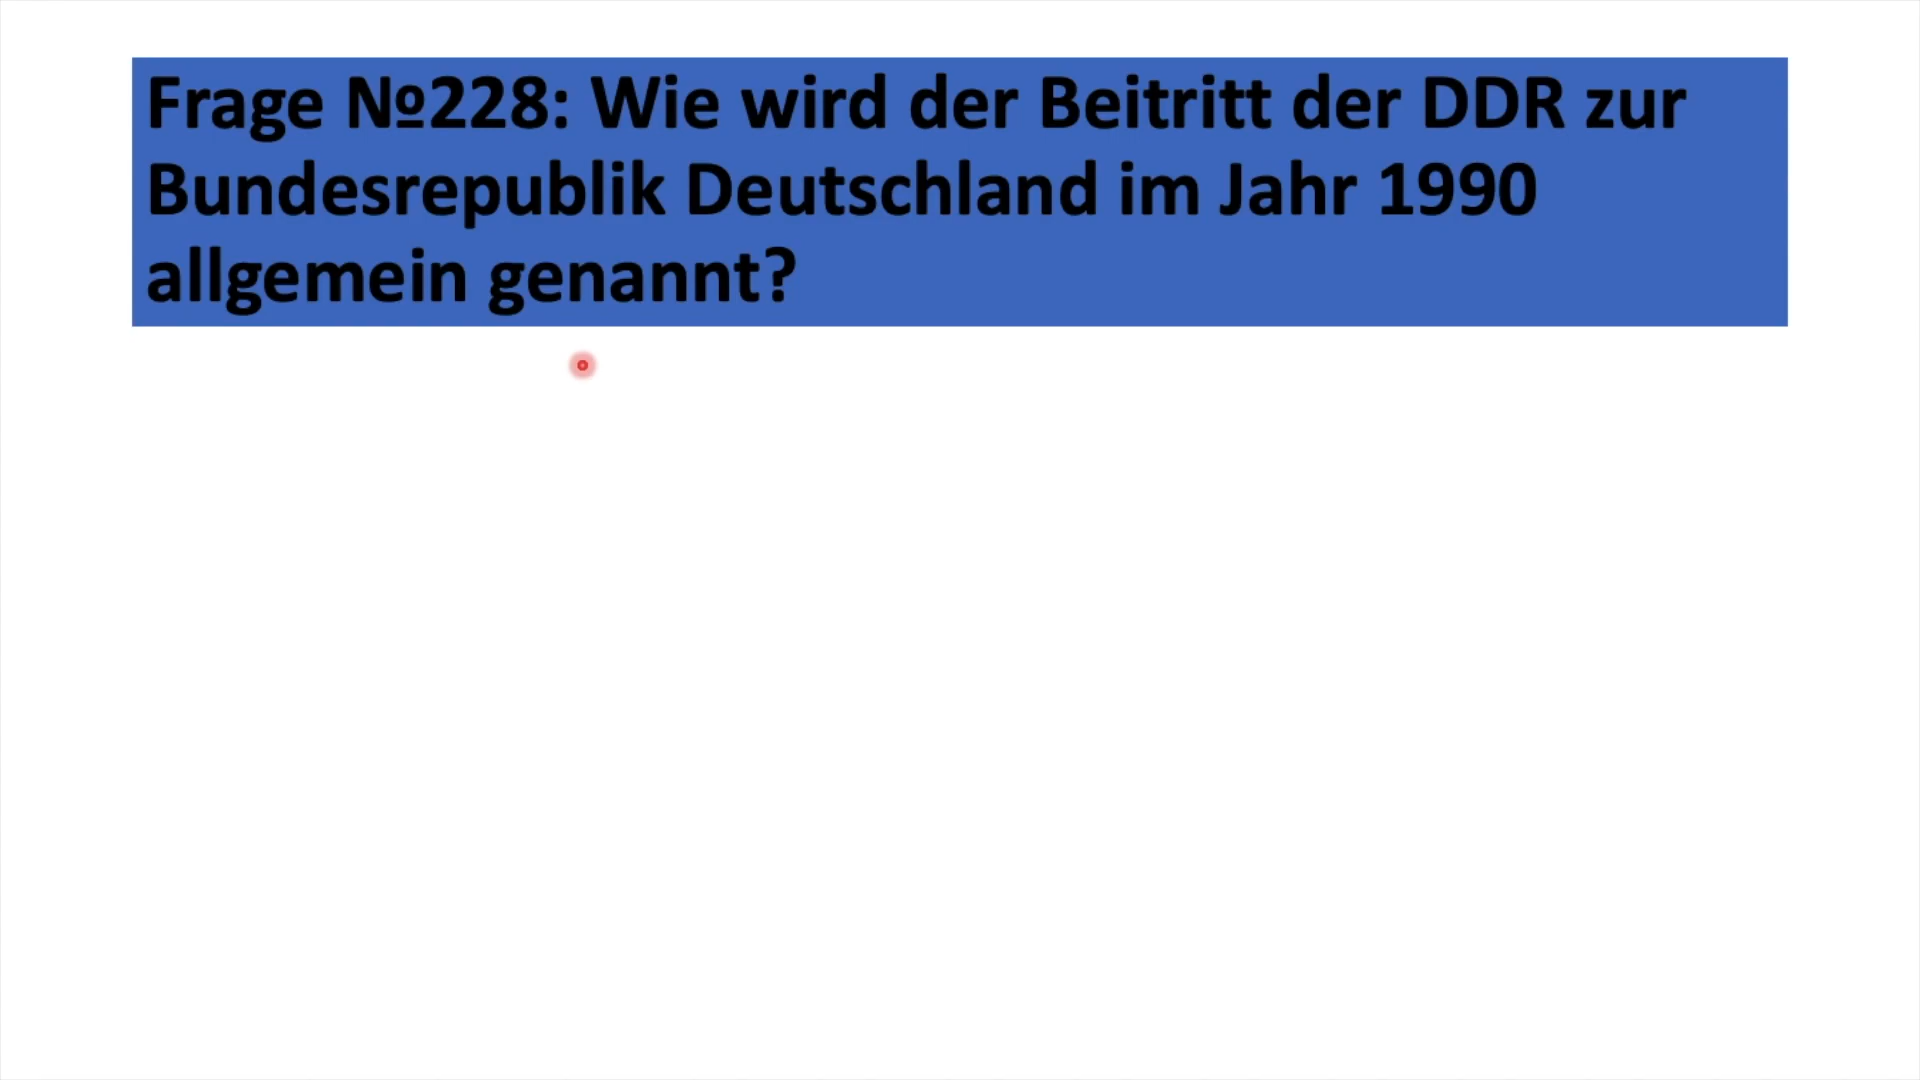 Frage №228: Wie wird der Beitritt der DDR zur
Bundesrepublik Deutschland im Jahr 1990
allgemein genannt?